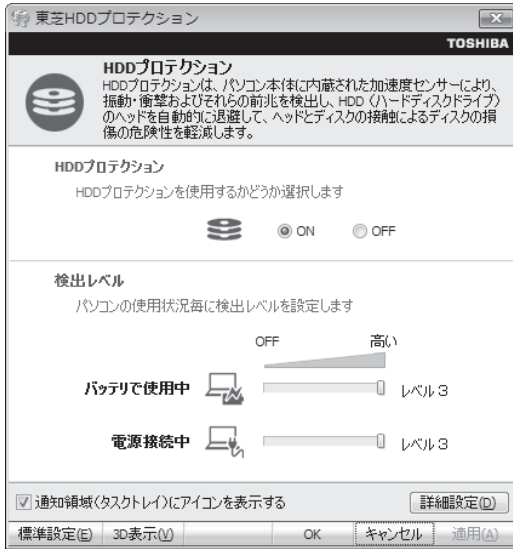 東芝HDDプロテクション
TOSHIBA
HDDプロテクション
HDDプロテクションは、パソコン本体に内蔵された加速度センサーにより、
振動・衝撃およびそれらの前兆を検出し、HDD（ハードディスクドライブ）
のヘッドを自動的に退避して、ヘッドとディスクの接触によるディスクの損
傷の危険性を軽減します。
HDDプロテクション
HDDプロテクションを使用するかどうか選択します
ON OFF
検出レベル
パソコンの使用状況毎に検出レベルを設定します
OFF 高い
バッテリで使用中 レベル 3
電源接続中 レベル 3
通知領域(タスクトレイ)にアイコンを表示する 詳細設定(D)
標準設定(E) 3D表示(V) OK キャンセル 適用(A)